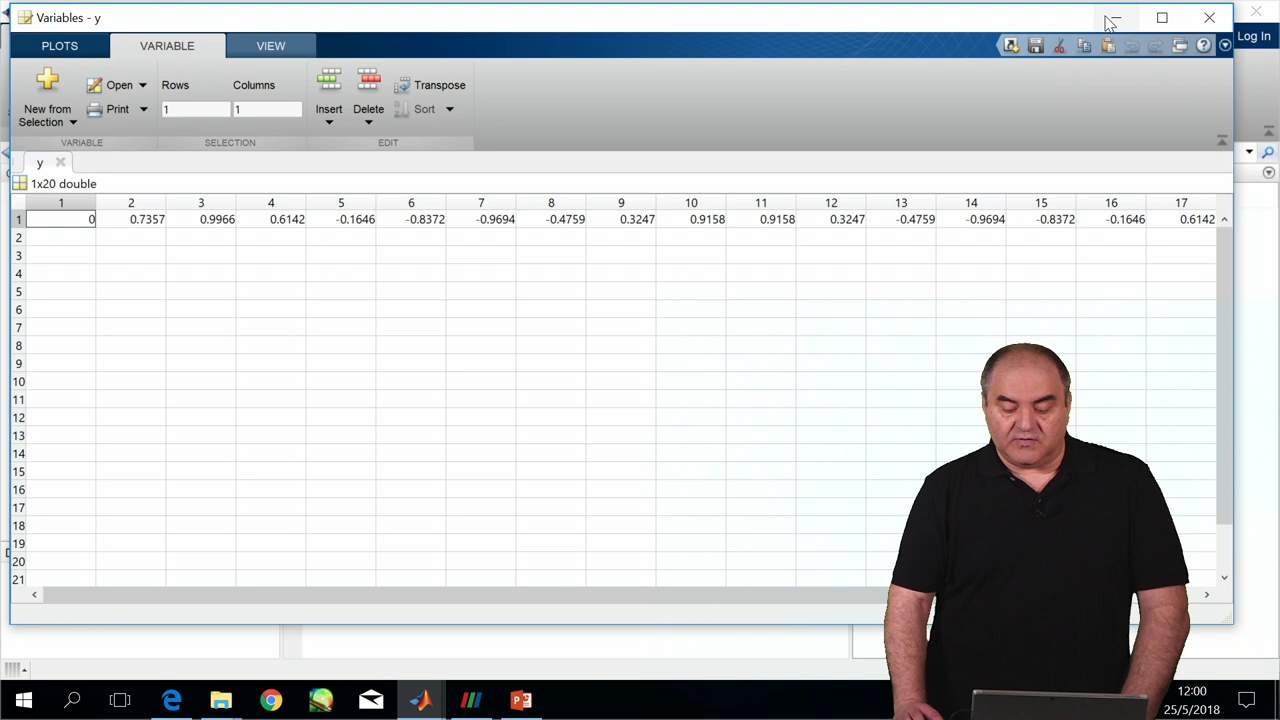 Variables - y
Log In
PLOTS VARIABLE VIEW
New from Selection
Open
Print
Rows Columns
1 1
Insert Delete
Transpose
Sort
VARIABLE SELECTION EDIT
y
1x20 double
1 2 3 4 5 6 7 8 9 10 11 12 13 14 15 16 17
1 0 0.7357 0.9966 0.6142 -0.1646 -0.8372 -0.9694 -0.4759 0.3247 0.9158 0.9158 0.3247 -0.4759 -0.9694 -0.8372 -0.1646 0.6142
2
3
4
5
6
7
8
9
10
11
12
13
14
15
16
17
18
19
20
21
12:00
25/5/2018